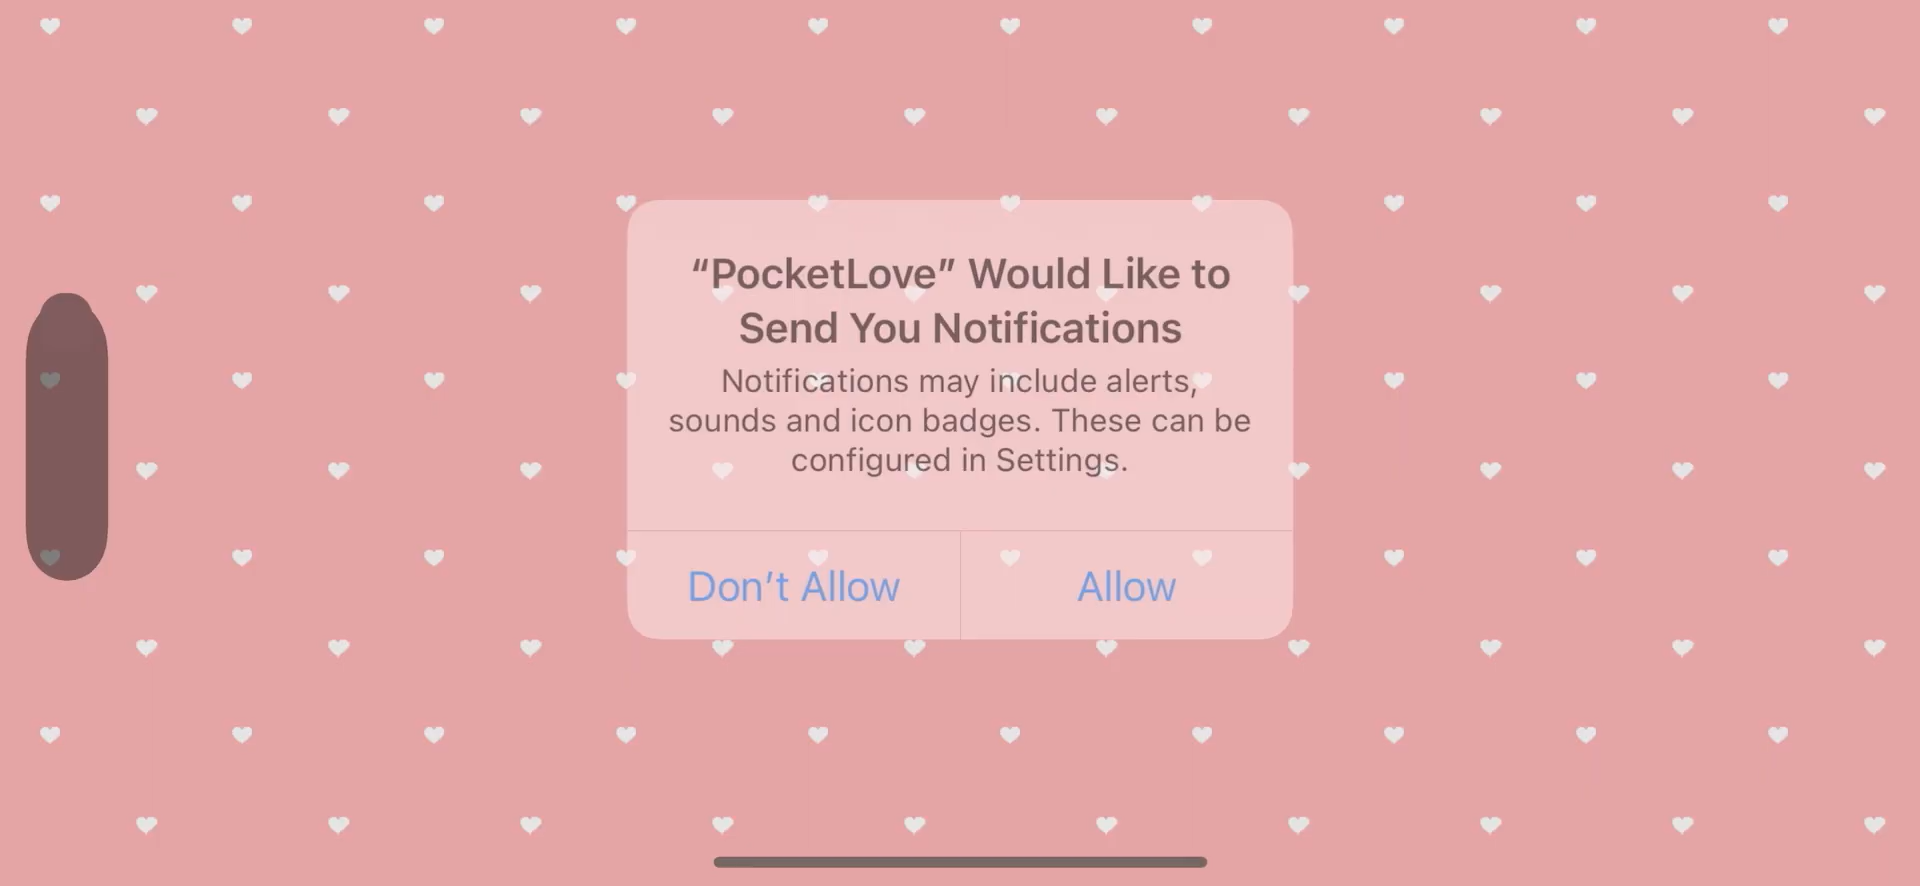 “PocketLove” Would Like to
Send You Notifications
Notifications may include alerts,
sounds and icon badges. These can be
configured in Settings.
Don’t Allow
Allow